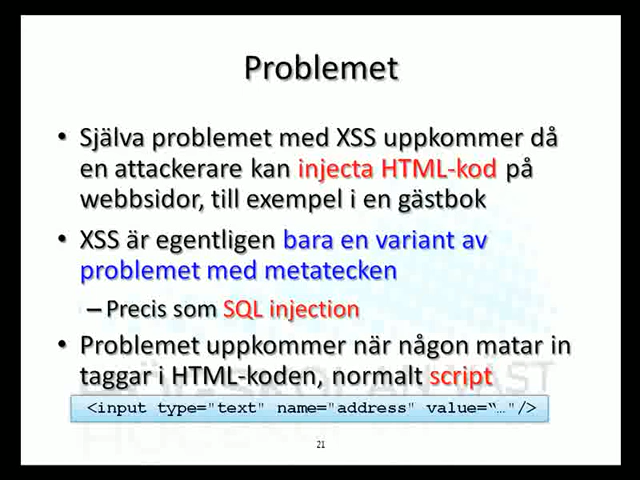 Problemet
• Själva problemet med XSS uppkommer då
en attackerare kan injecta HTML-kod på
webbsidor, till exempel i en gästbok
• XSS är egentligen bara en variant av
problemet med metatecken
– Precis som SQL injection
• Problemet uppkommer när någon matar in
taggar i HTML-koden, normalt script
<input type="text" name="address" value=“…"/>
21